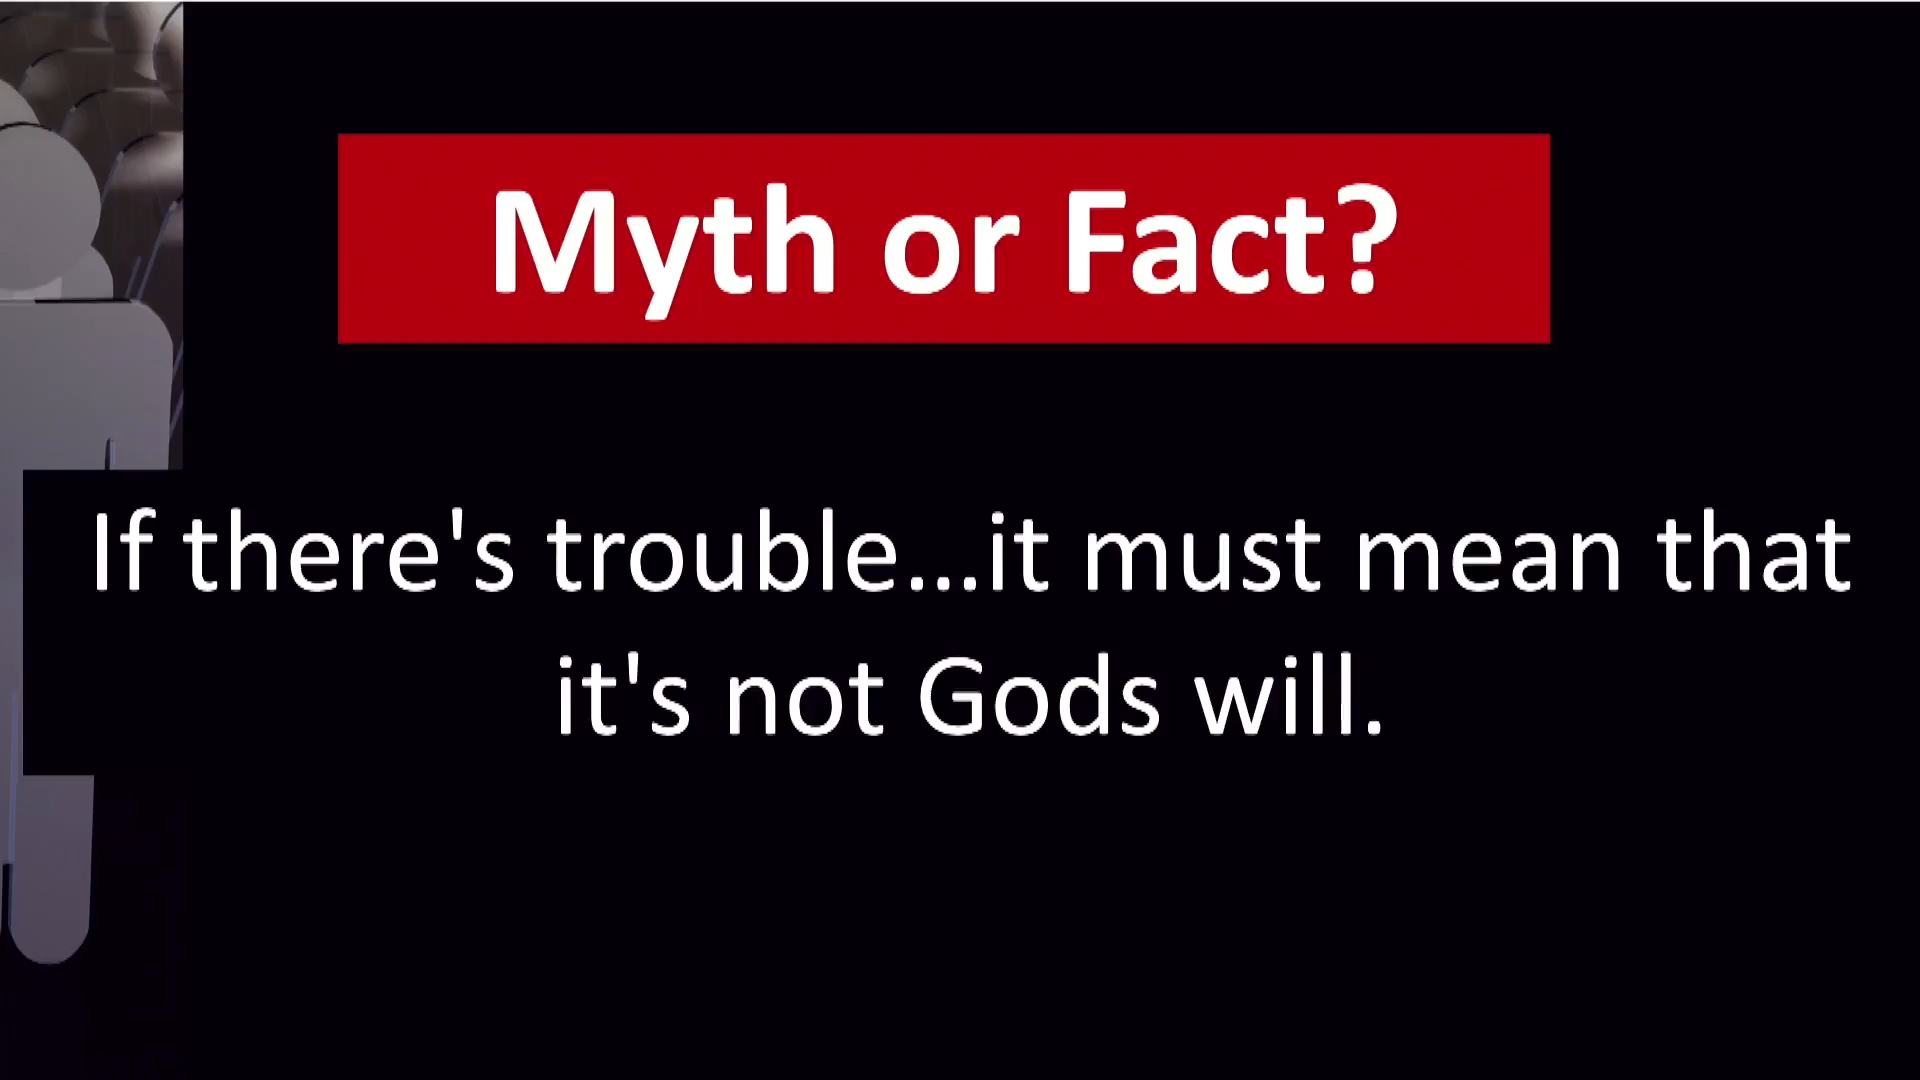 Myth or Fact?
If there's trouble...it must mean that
it's not Gods will.